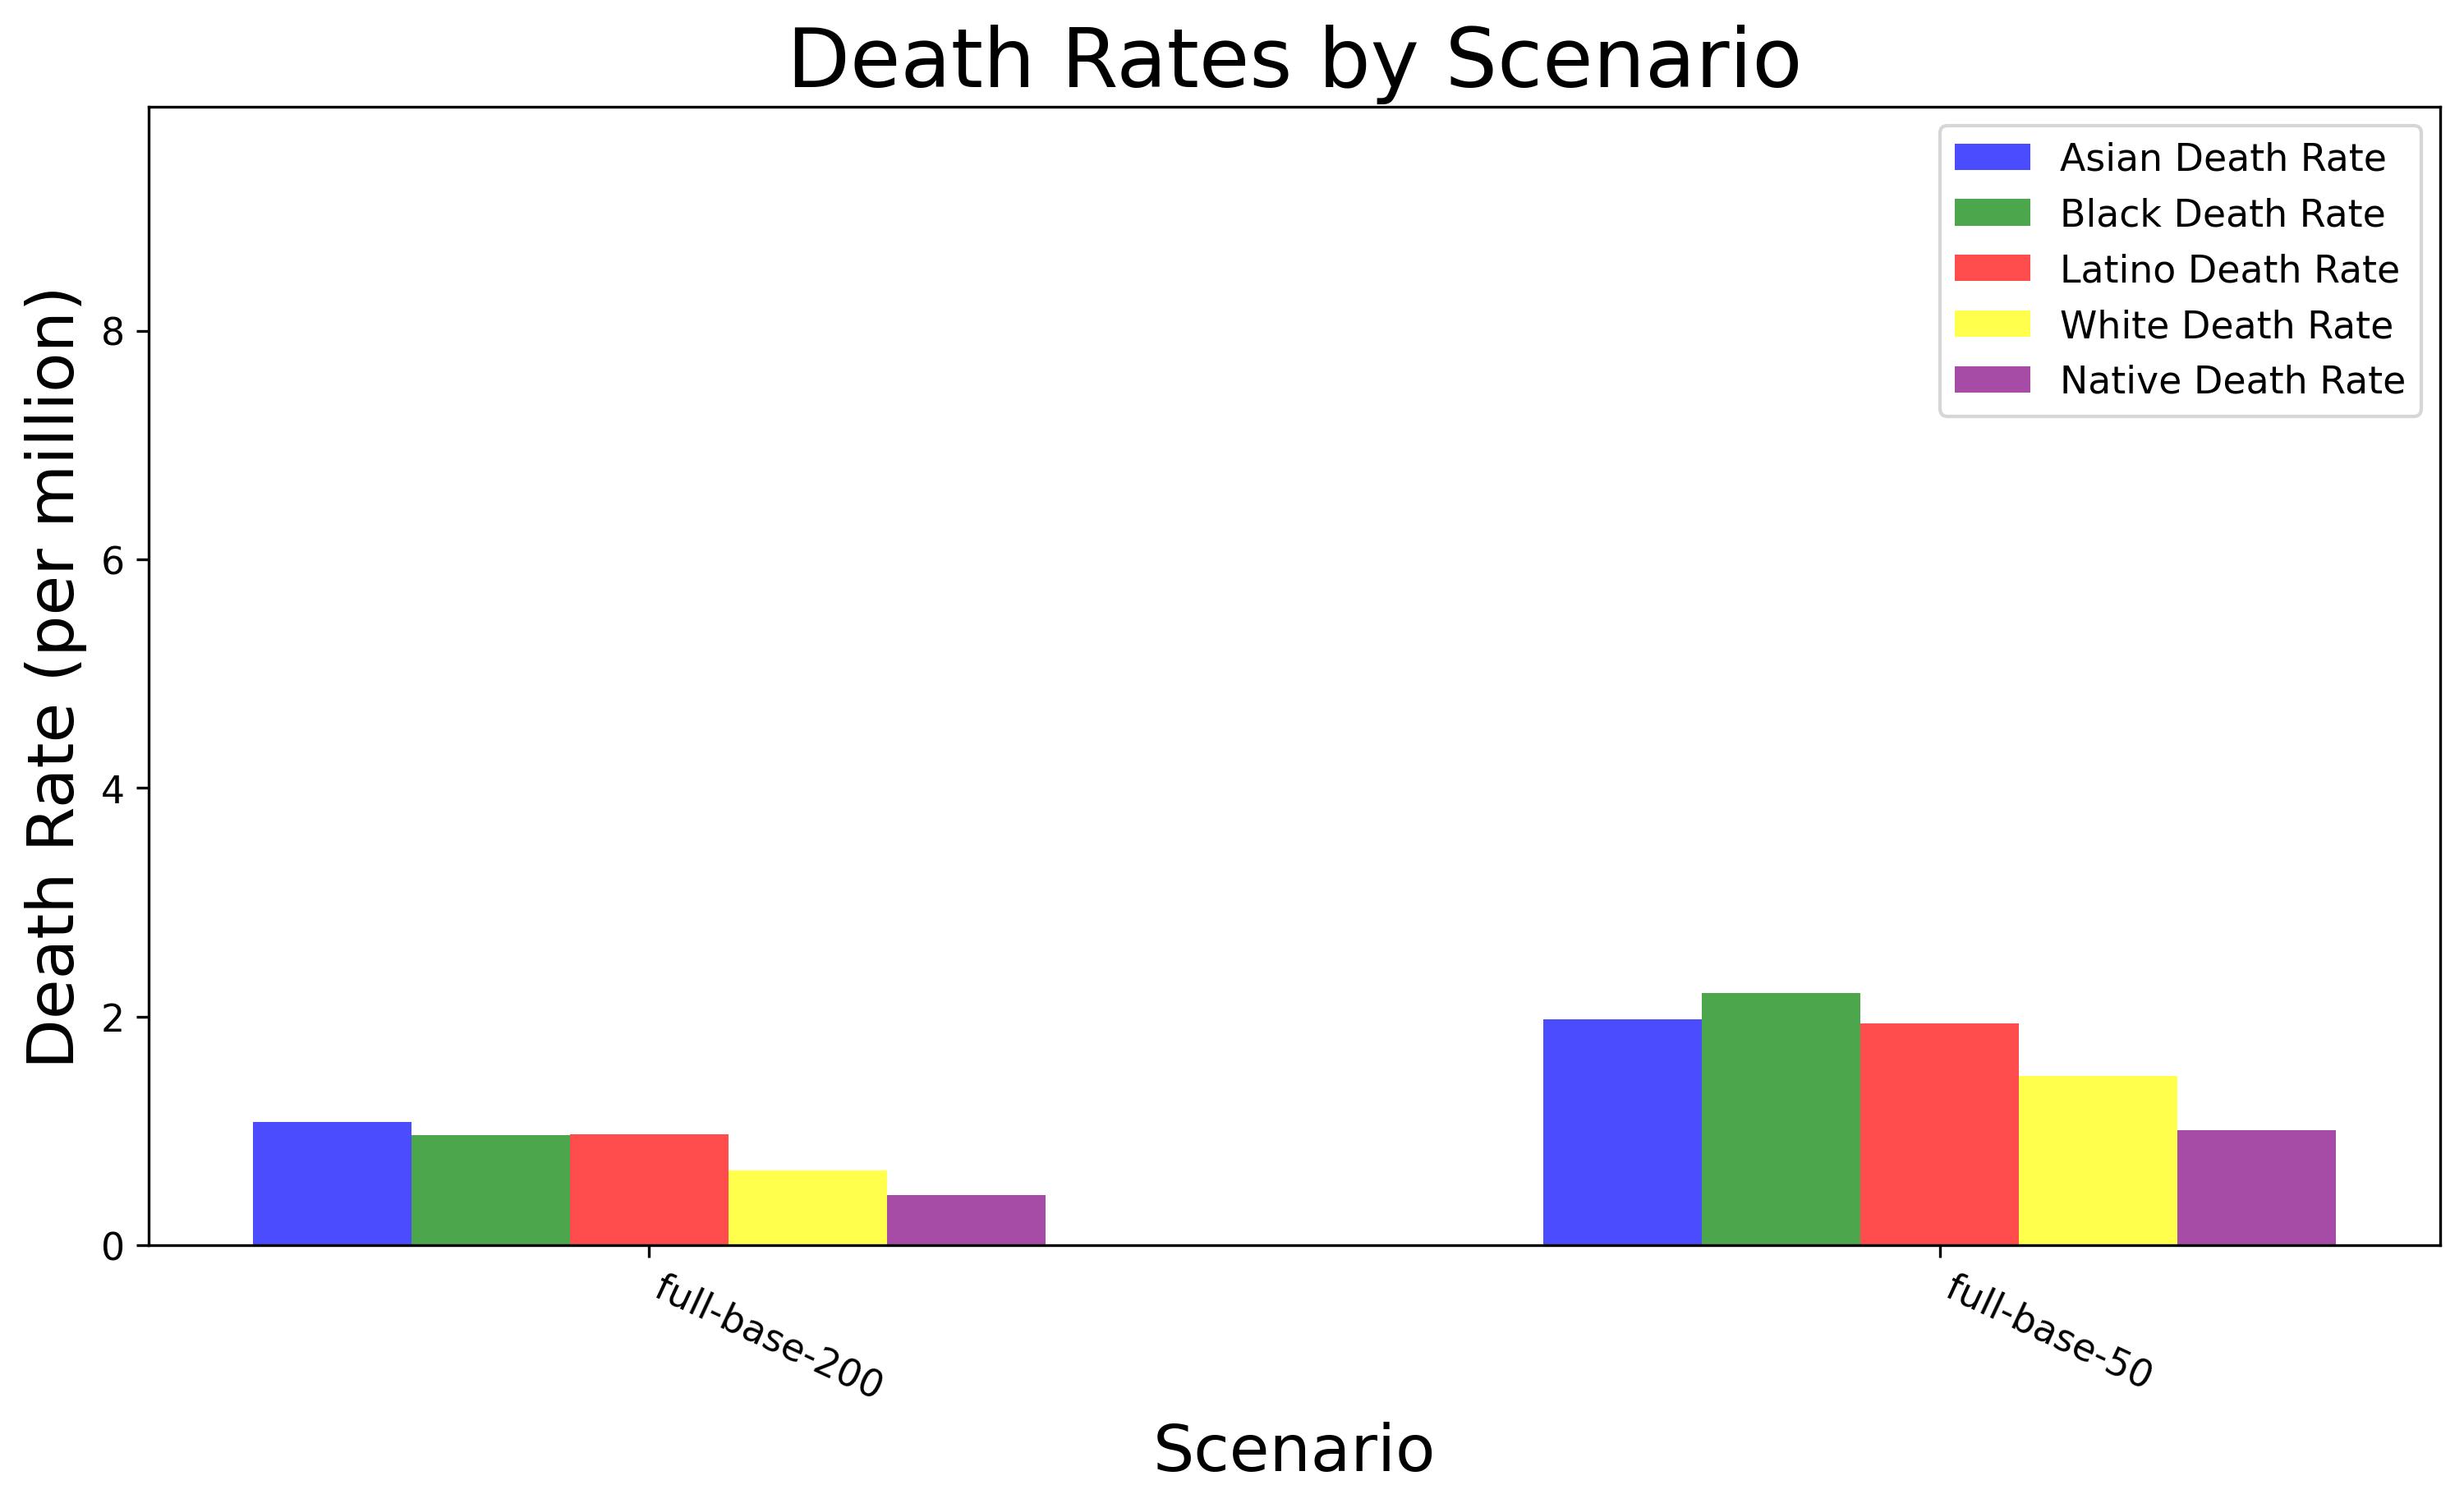 Death Rates by Scenario
Death Rate (per million)
8
6
4
2
0
Asian Death Rate
Black Death Rate
Latino Death Rate
White Death Rate
Native Death Rate
full-base-200
full-base-50
Scenario